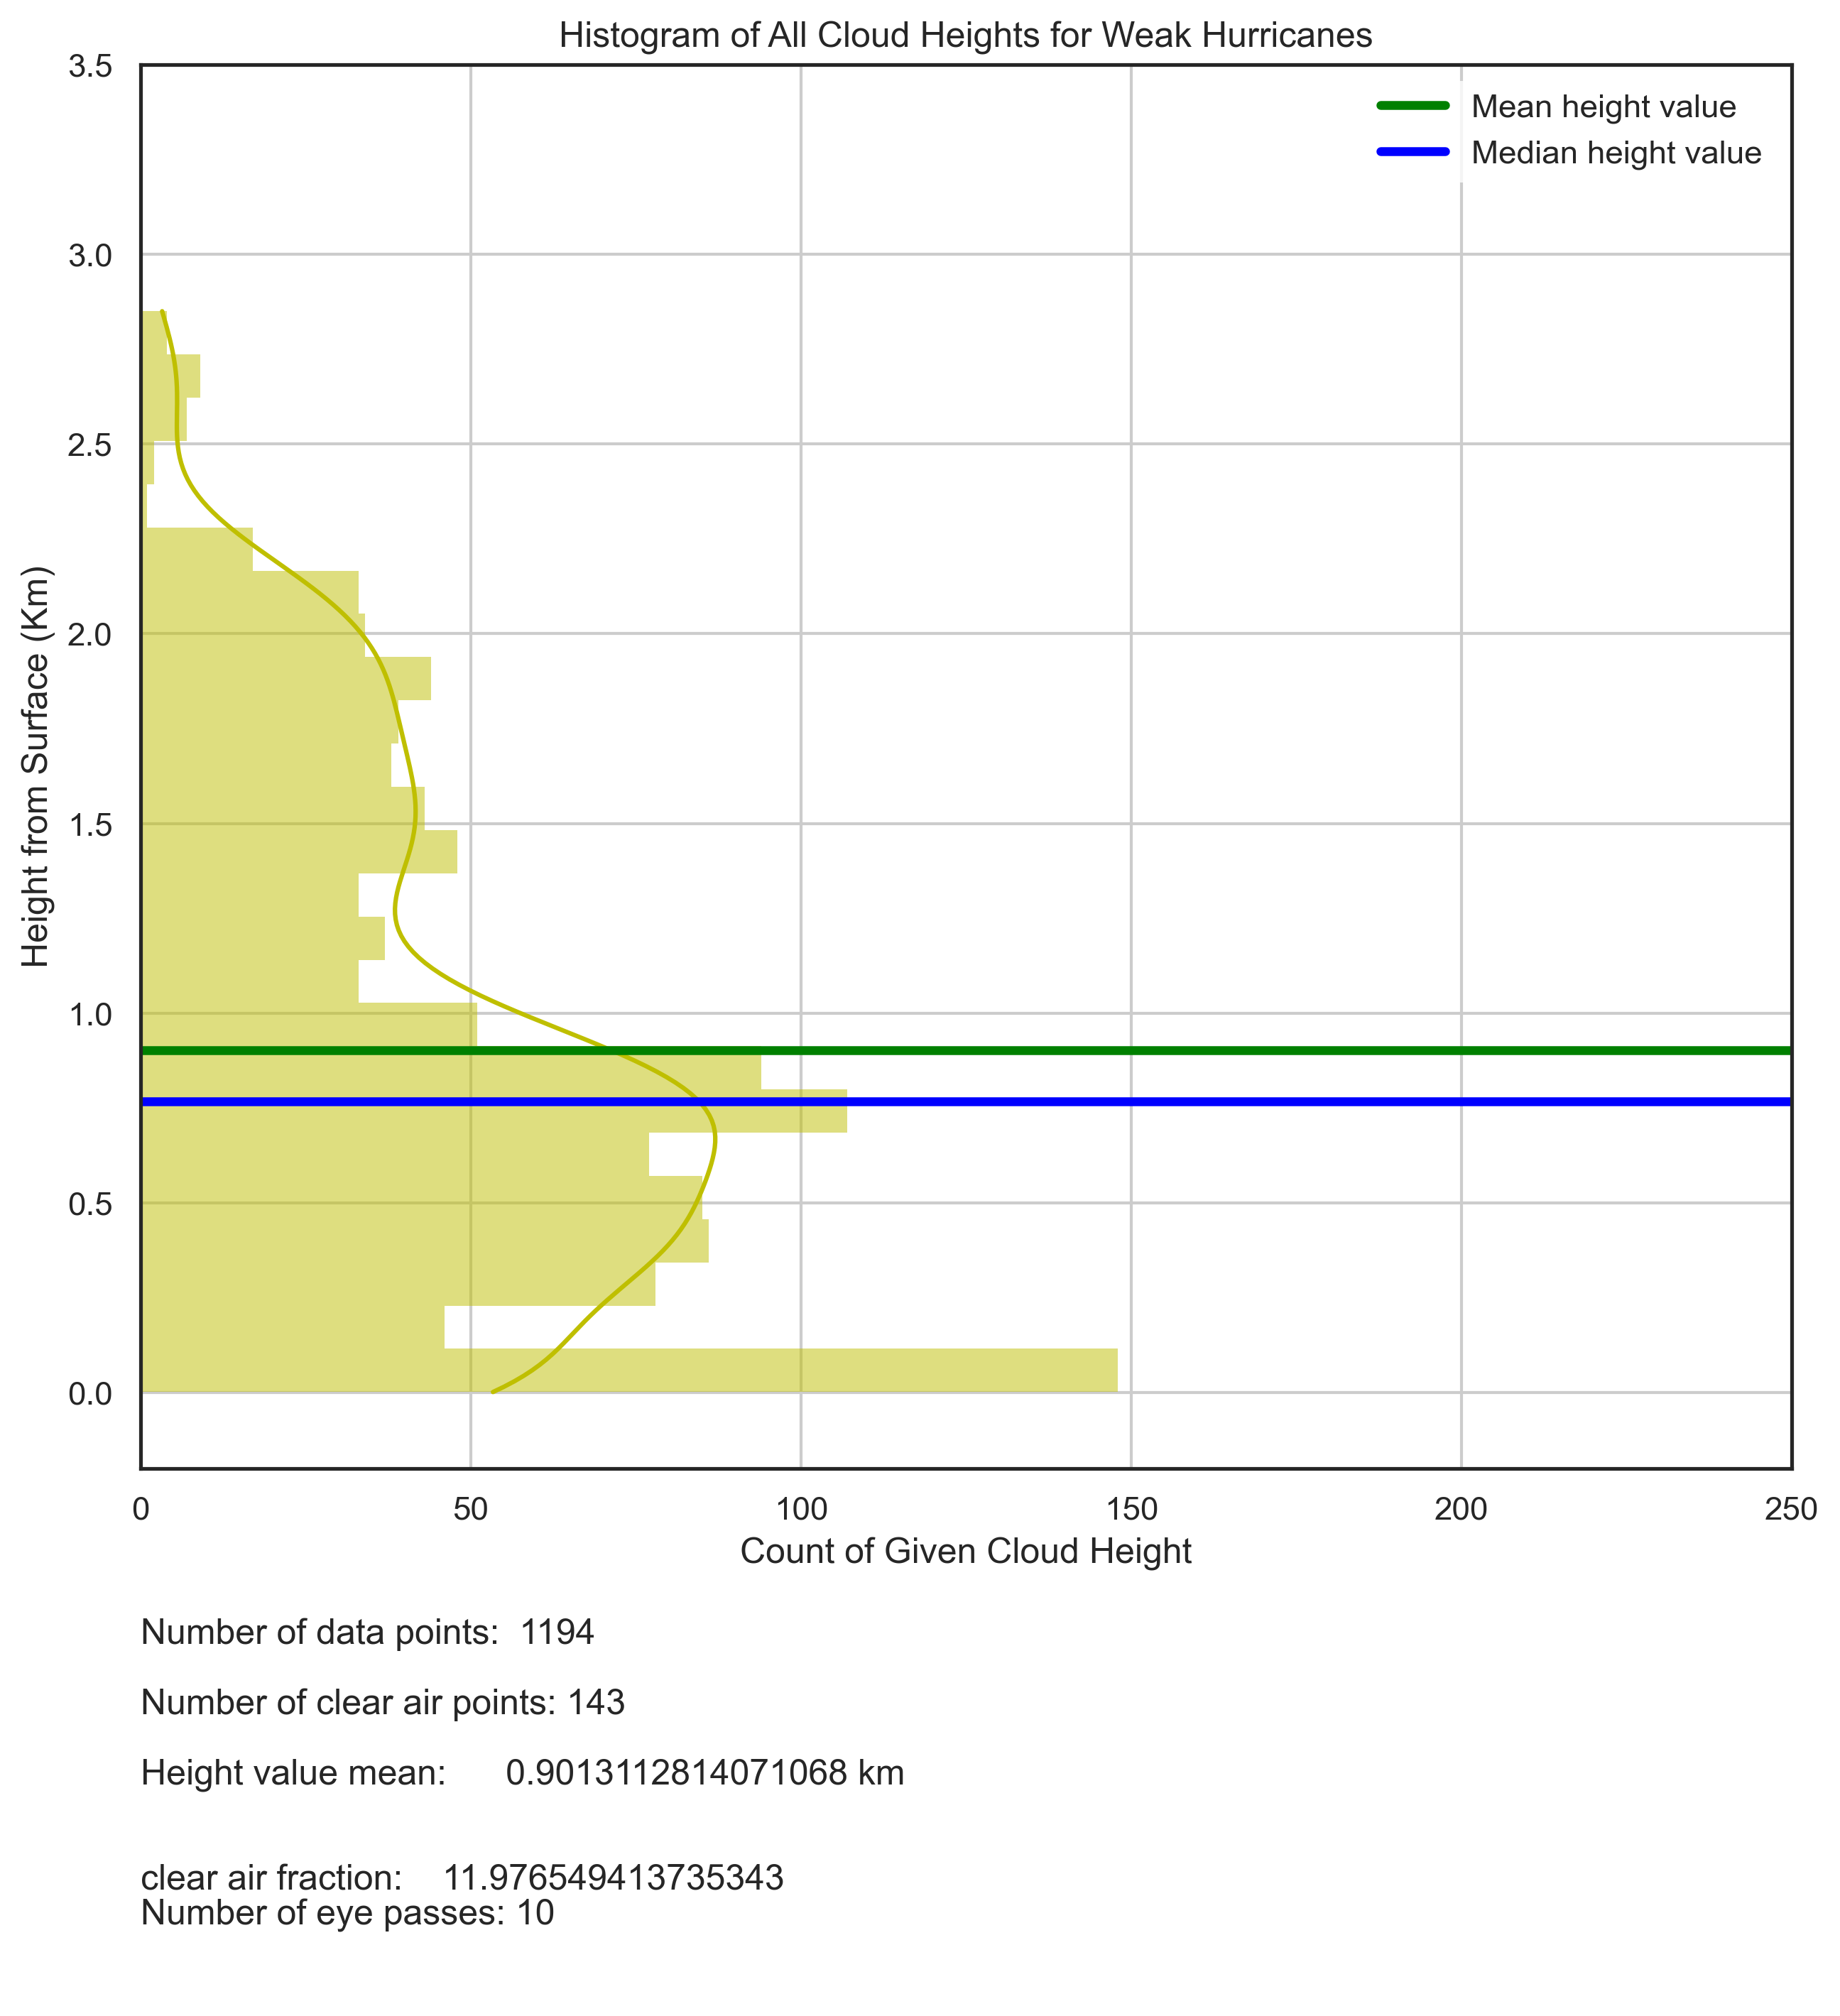 Histogram of All Cloud Heights for Weak Hurricanes
3.5
3.0
2.5
2.0
1.5
1.0
0.5
0.0
Height from Surface (Km)
Mean height value
Median height value
0 50 100 150 200 250
Count of Given Cloud Height
Number of data points: 1194
Number of clear air points: 143
Height value mean: 0.9013112814071068 km
clear air fraction: 11.976549413735343
Number of eye passes: 10